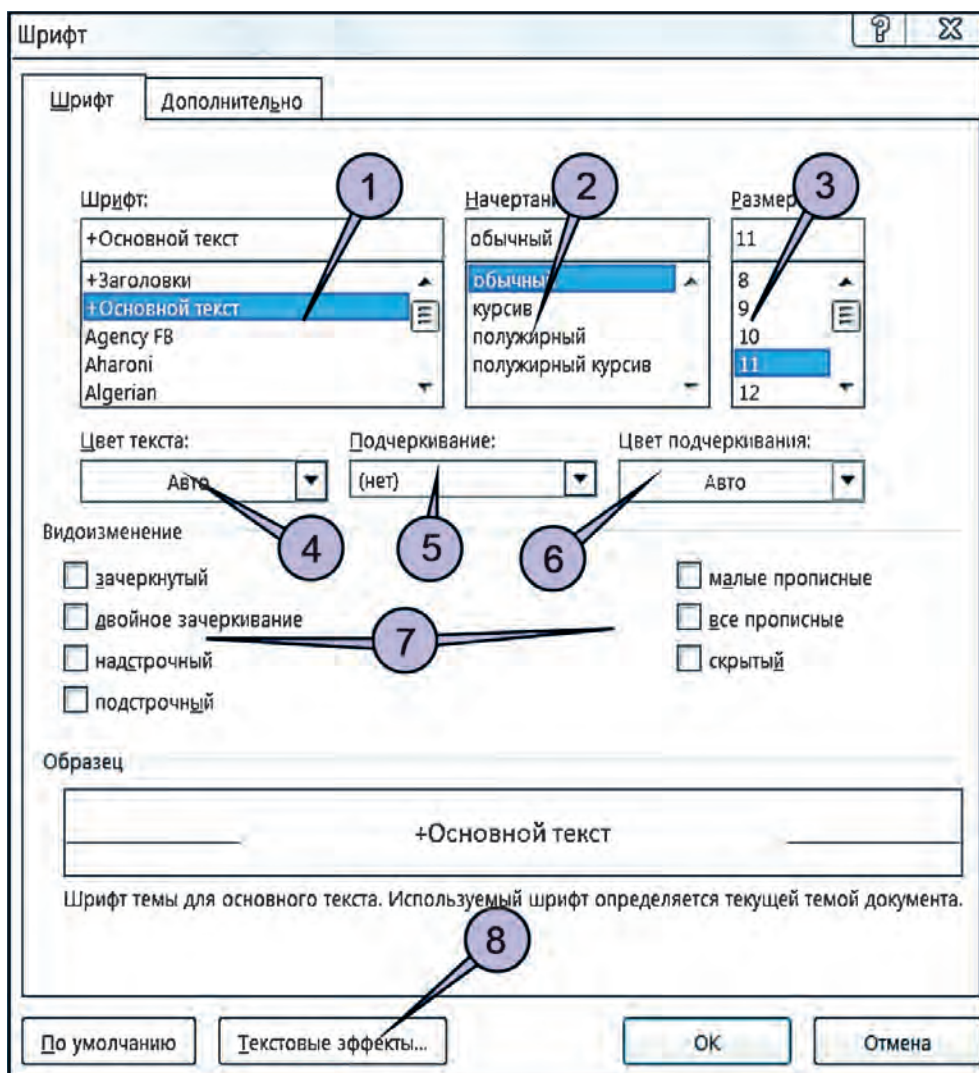 Шрифт
Шрифт Дополнительно
1 2 3
Шрифт: Размер
+Основной текст обычный 11
+Заголовки обычный 8
+Основной текст курсив 9
Agency FB полужирный 10
Aharoni полужирный курсив 11
Algerian 12
Цвет текста: Подчеркивание: Цвет подчеркивания:
Авто (нет) Авто
4 5 6
Видоизменение
зачеркнутый малые прописные
двойное зачеркивание 7 все прописные
надстрочный скрытый
подстрочный
Образец
+Основной текст
Шрифт темы для основного текста. Используемый шрифт определяется текущей темой документа.
8
По умолчанию Текстовые эффекты... ОК Отмена